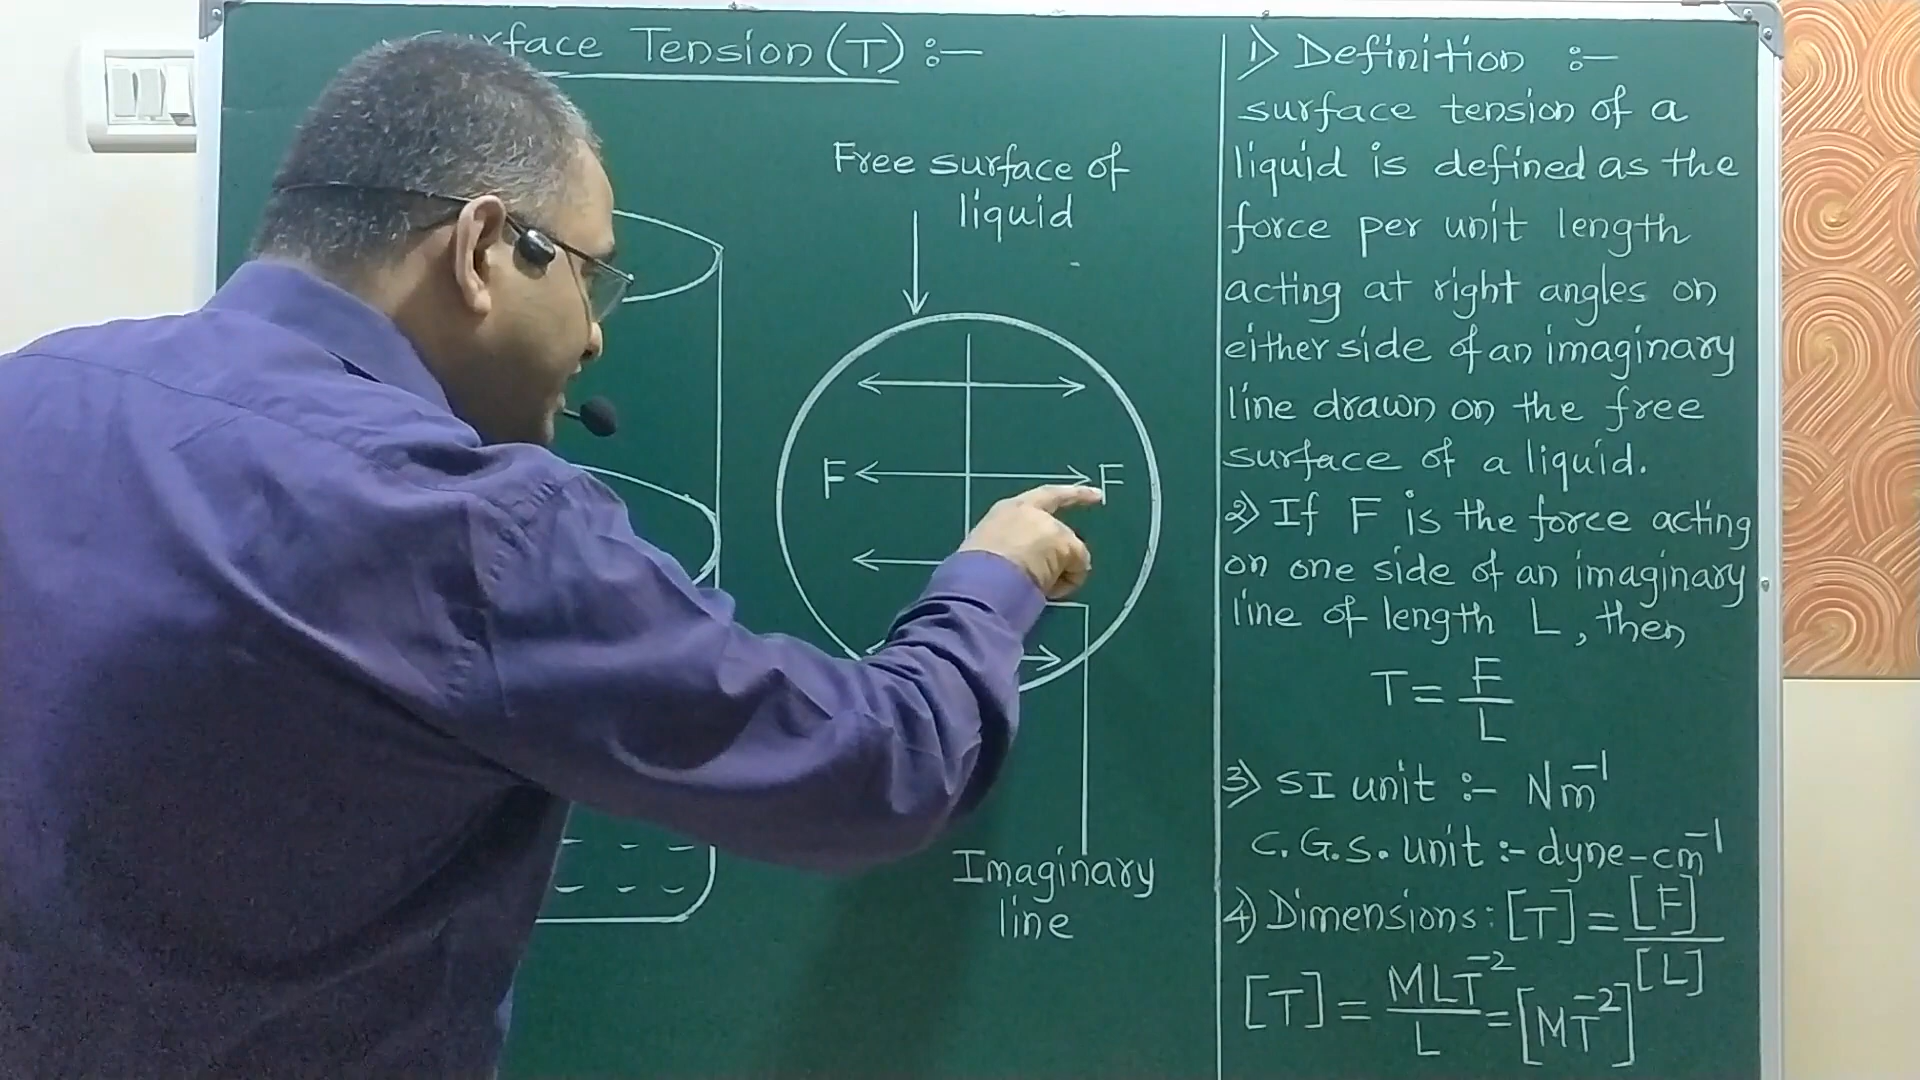 Surface Tension (T) :-
Free surface of
liquid
F F
Imaginary
line
1) Definition :-
surface tension of a
liquid is defined as the
force per unit length
acting at right angles on
either side of an imaginary
line drawn on the free
surface of a liquid.
2) If F is the force acting
on one side of an imaginary
line of length L, then
T = F/L
3) SI unit :- Nm⁻¹
C.G.S. unit :- dyne-cm⁻¹
4) Dimensions: [T] = [F]/[L]
[T] = MLT⁻²/L = [MT⁻²]